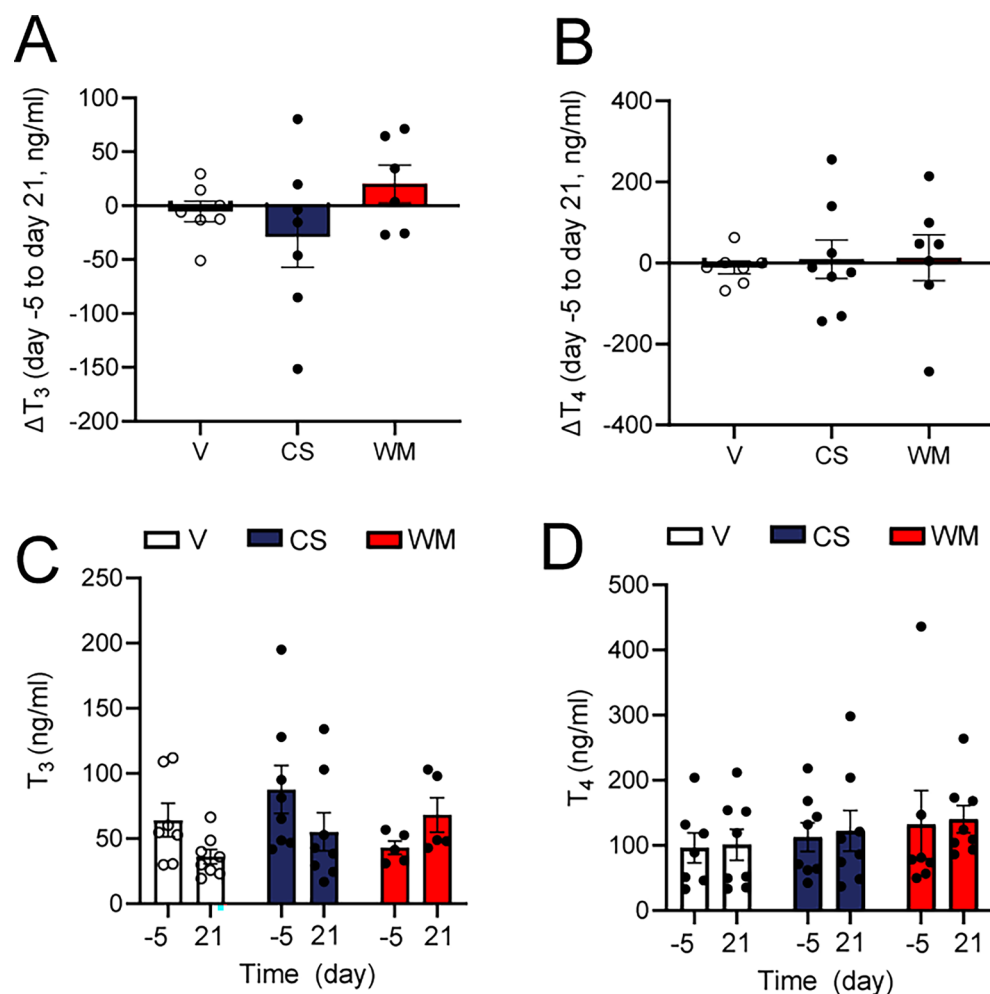 A
ΔT3 (day -5 to day 21, ng/ml)
100
50
0
-50
-100
-150
-200
V CS WM
B
ΔT4 (day -5 to day 21, ng/ml)
400
200
0
-200
-400
V CS WM
C
V CS WM
T3 (ng/ml)
250
200
150
100
50
0
-5 21 -5 21 -5 21
Time (day)
D
V CS WM
T4 (ng/ml)
500
400
300
200
100
0
-5 21 -5 21 -5 21
Time (day)